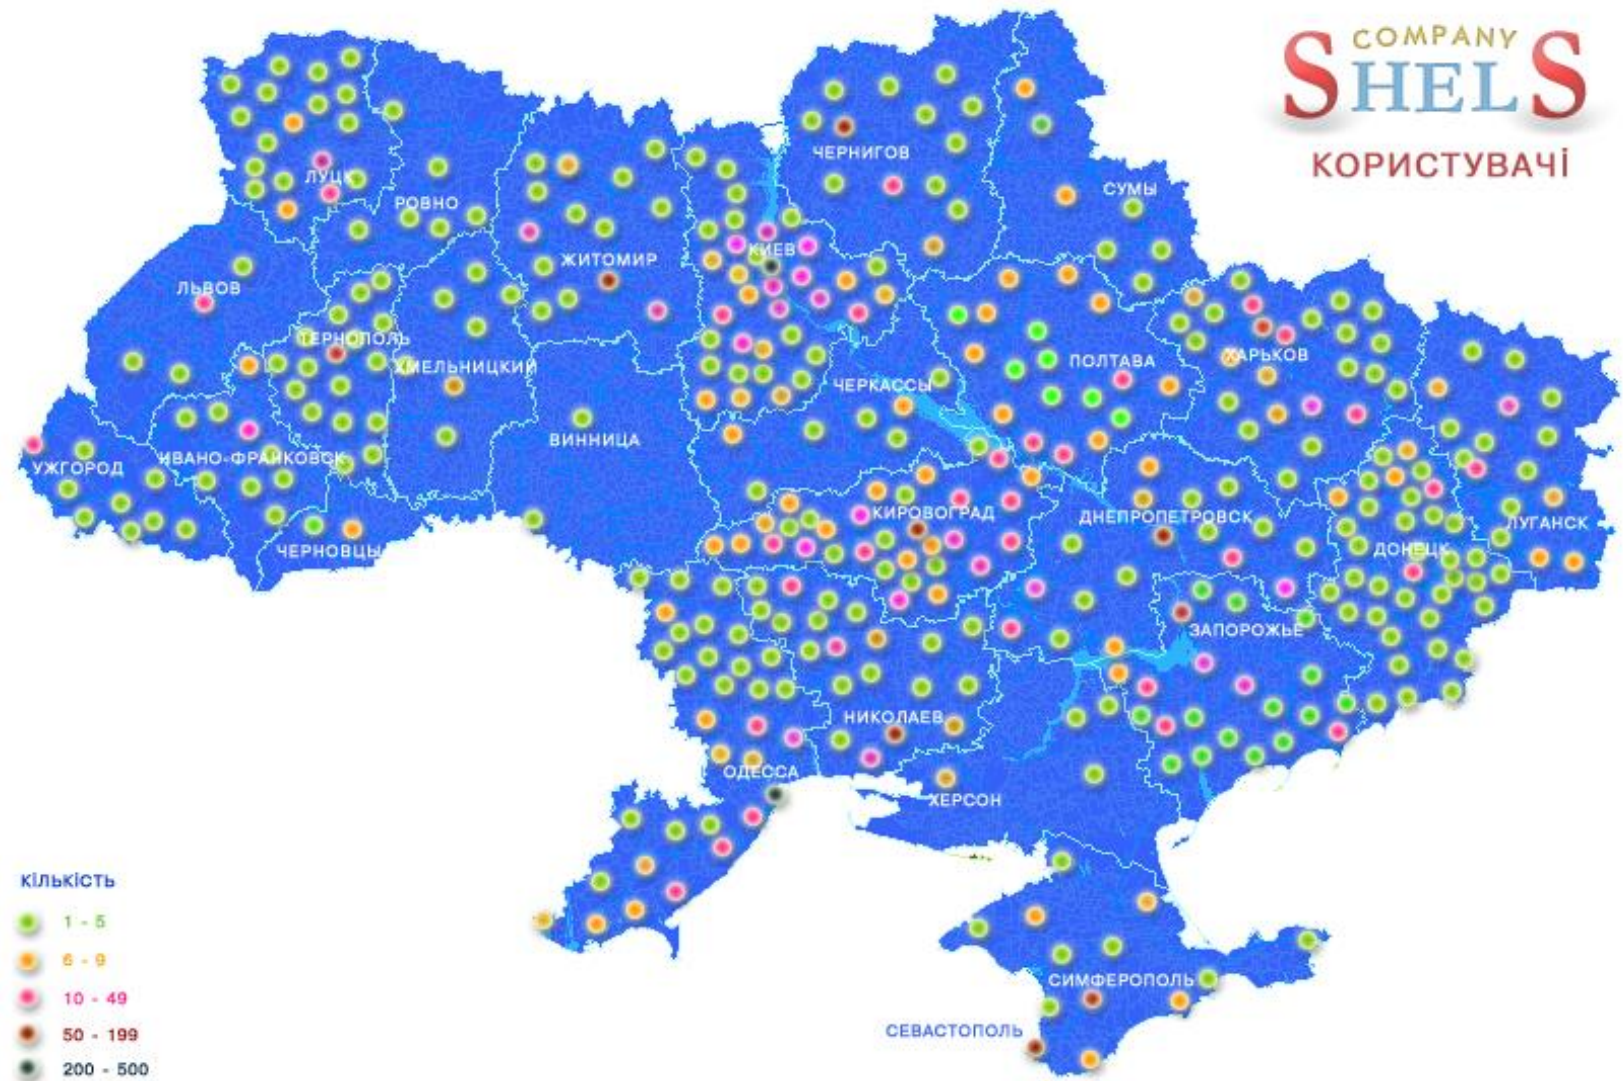 COMPANY
SHELS
КОРИСТУВАЧІ
ЧЕРНИГОВ
СУМЫ
ЛУЦК
РОВНО
КИЕВ
ЖИТОМИР
ЛЬВОВ
ТЕРНОПОЛЬ
ХМЕЛЬНИЦКИЙ
ПОЛТАВА
ХАРЬКОВ
ЧЕРКАССЫ
ВИННИЦА
ИВАНО-ФРАНКОВСК
УЖГОРОД
КИРОВОГРАД
ДНЕПРОПЕТРОВСК
ЛУГАНСК
ДОНЕЦК
ЧЕРНОВЦЫ
ЗАПОРОЖЬЕ
НИКОЛАЕВ
ОДЕССА
ХЕРСОН
СИМФЕРОПОЛЬ
СЕВАСТОПОЛЬ
КІЛЬКІСТЬ
1 - 5
6 - 9
10 - 49
50 - 199
200 - 500